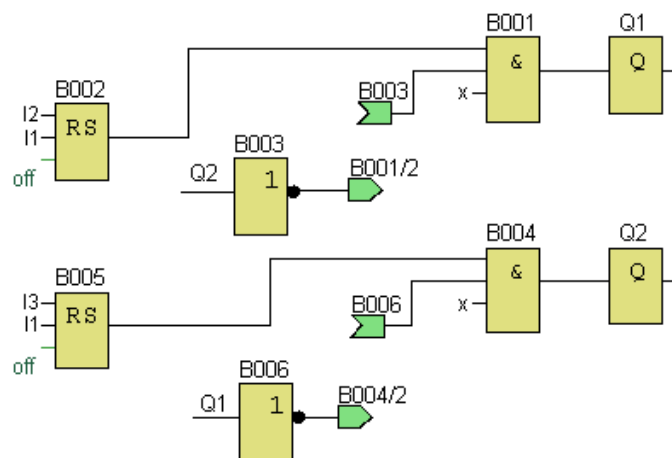 B001
Q1
&
Q
B002
I2
I1
RS
off
B003
x
B003
Q2
1
B001/2
B004
Q2
&
Q
B005
I3
I1
RS
off
B006
x
B006
Q1
1
B004/2